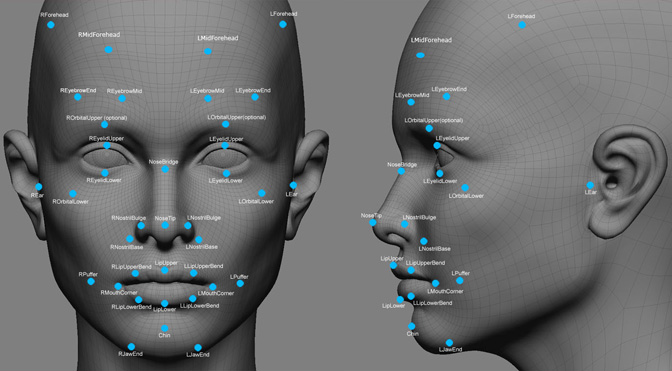 RForehead
LForehead
RMidForehead
LMidForehead
REyebrowEnd
REyebrowMid
LEyebrowMid
LEyebrowEnd
ROrbitalUpper (optional)
LOrbitalUpper(optional)
REyelidUpper
LEyelidUpper
NoseBridge
REyelidLower
LEyelidLower
REar
ROrbitalLower
LOrbitalLower
LEar
RNostrilBulge
NoseTip
LNostrilBulge
RNostrilBase
LNostrilBase
LipUpper
RLipUpperBend
LLipUpperBend
RPuffer
LPuffer
RMouthCorner
LMouthCorner
RLipLowerBend
LipLower
LLipLowerBend
Chin
RJawEnd
LJawEnd
LForehead
LMidForehead
LEyebrowMid
LEyebrowEnd
LOrbitalUpper(optional)
LEyelidUpper
NoseBridge
LEyelidLower
LOrbitalLower
LEar
NoseTip
LNostrilBulge
LNostrilBase
LipUpper
LLipUpperBend
LPuffer
LMouthCorner
LipLower
LLipLowerBend
Chin
LJawEnd